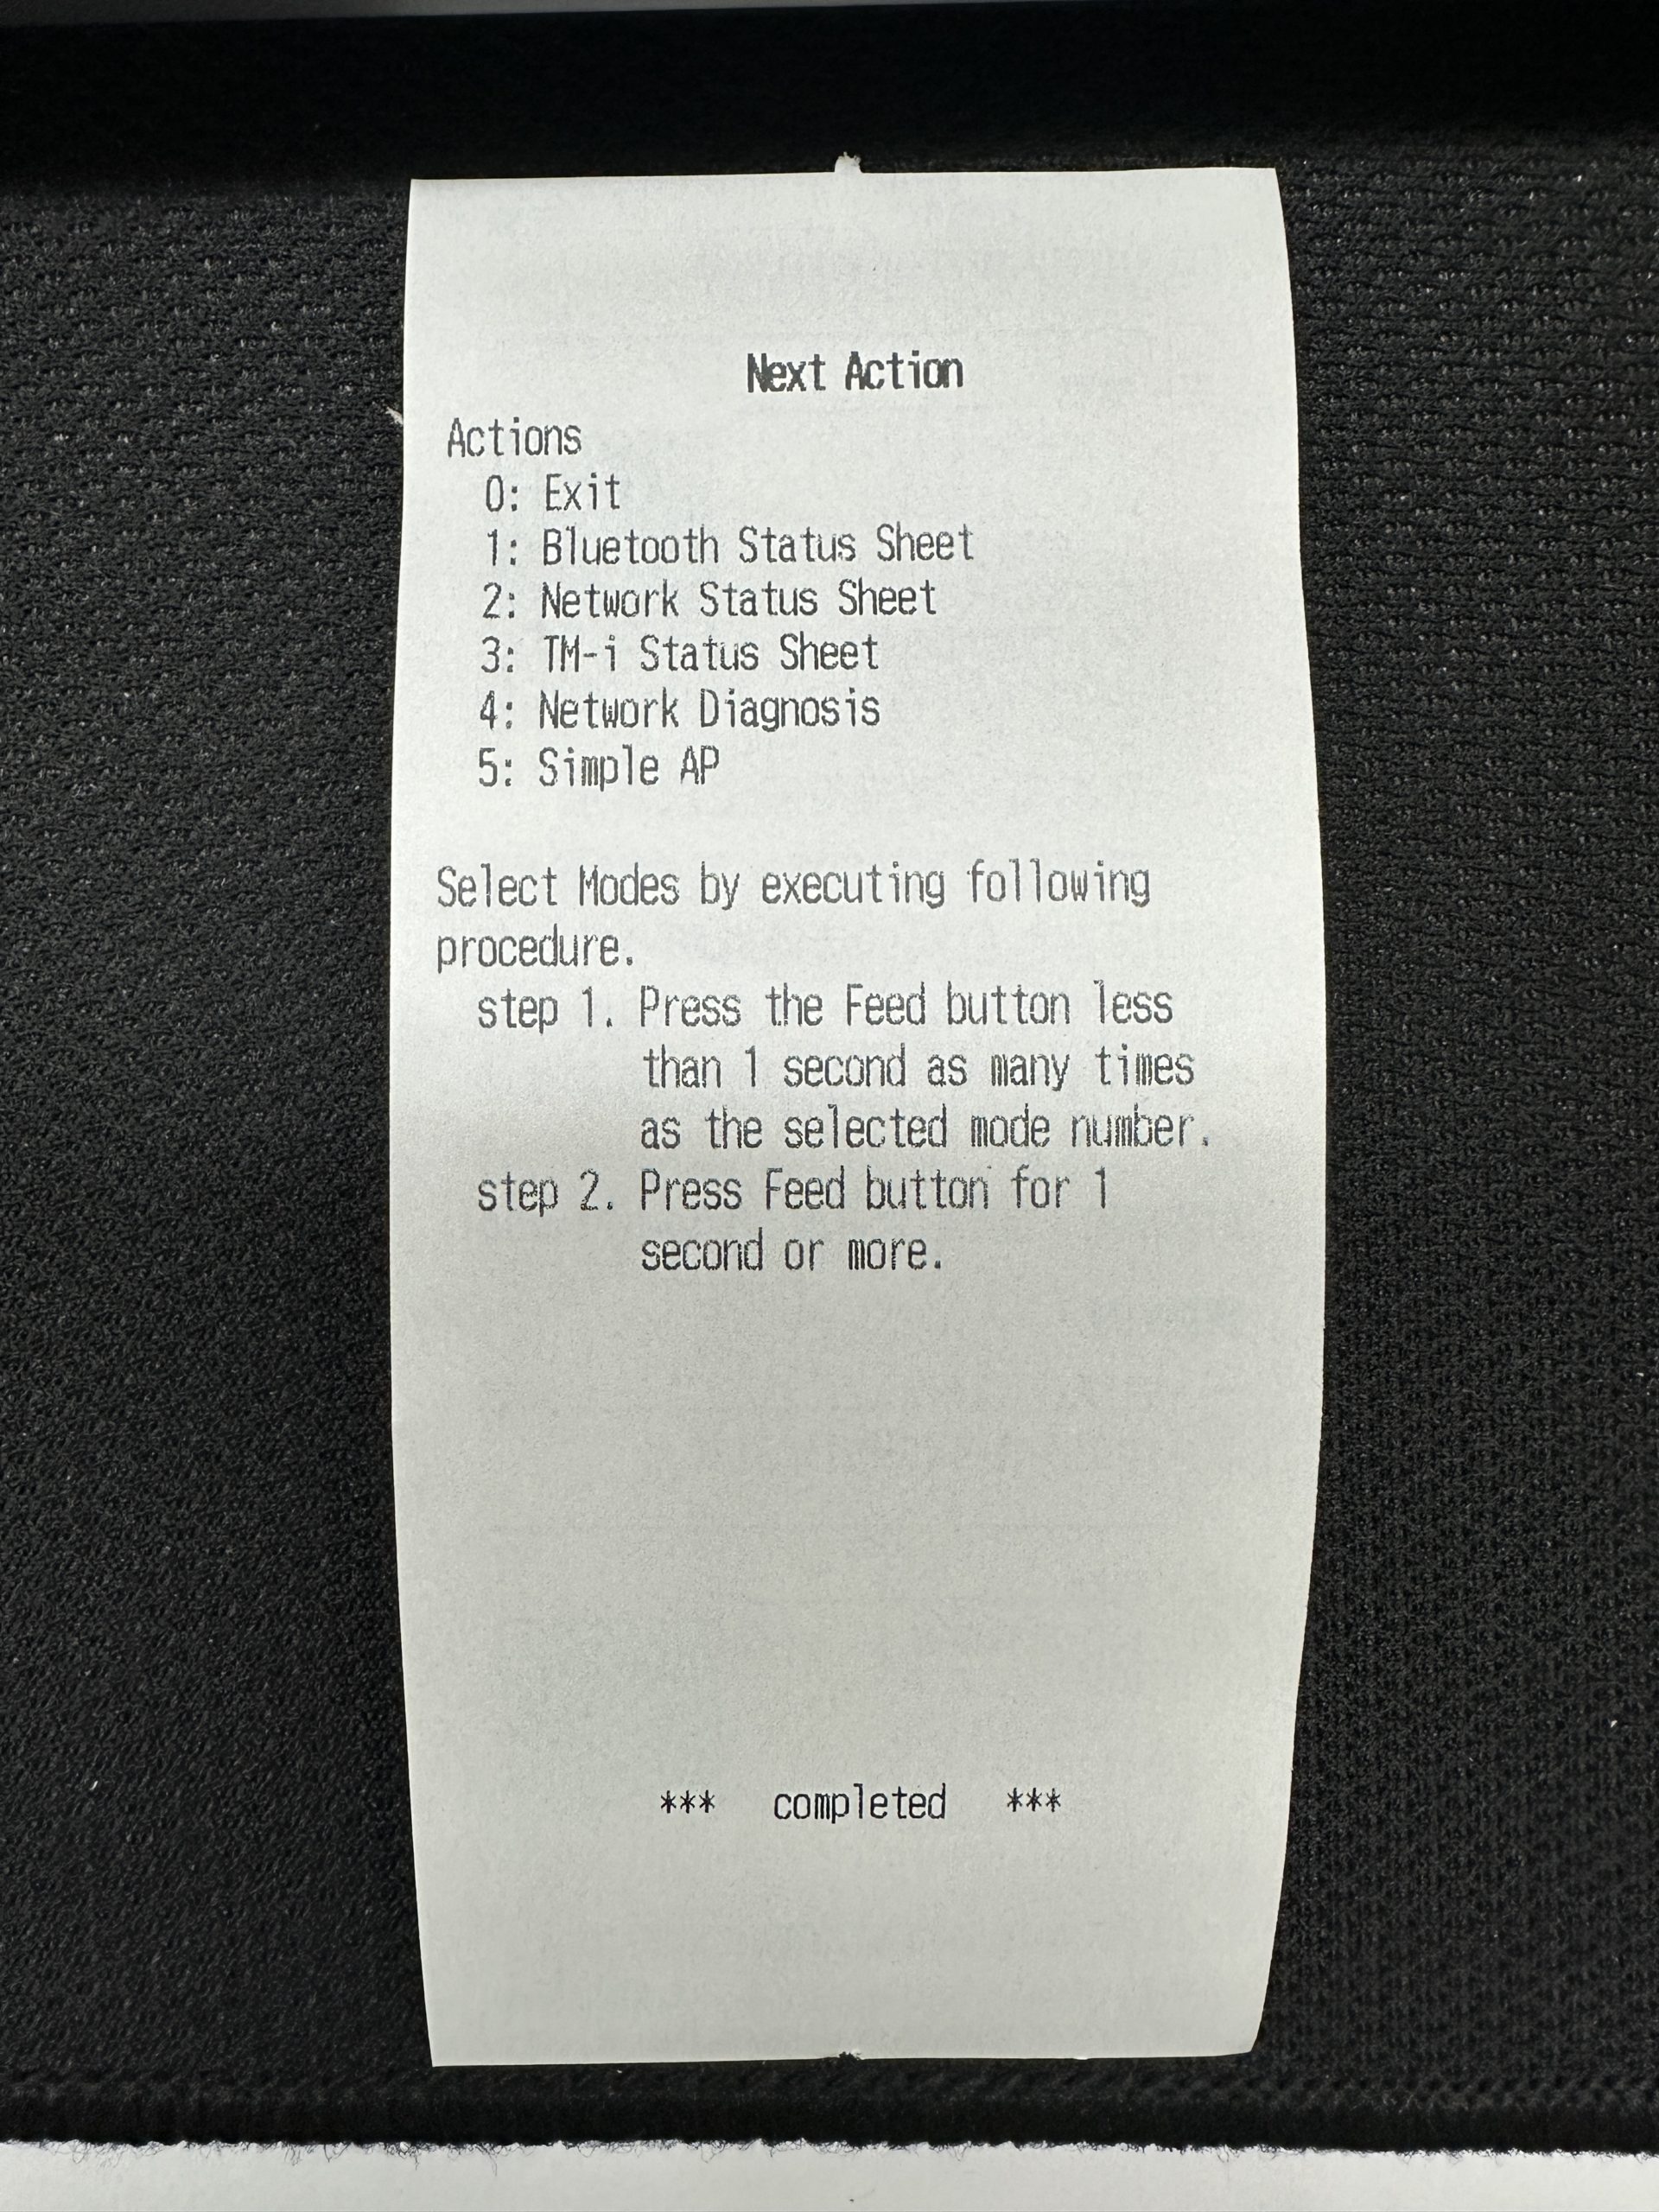 Next Action
Actions
0: Exit
1: Bluetooth Status Sheet
2: Network Status Sheet
3: TM-i Status Sheet
4: Network Diagnosis
5: Simple AP
Select Modes by executing following
procedure.
step 1. Press the Feed button less
than 1 second as many times
as the selected mode number.
step 2. Press Feed button for 1
second or more.
*** completed ***